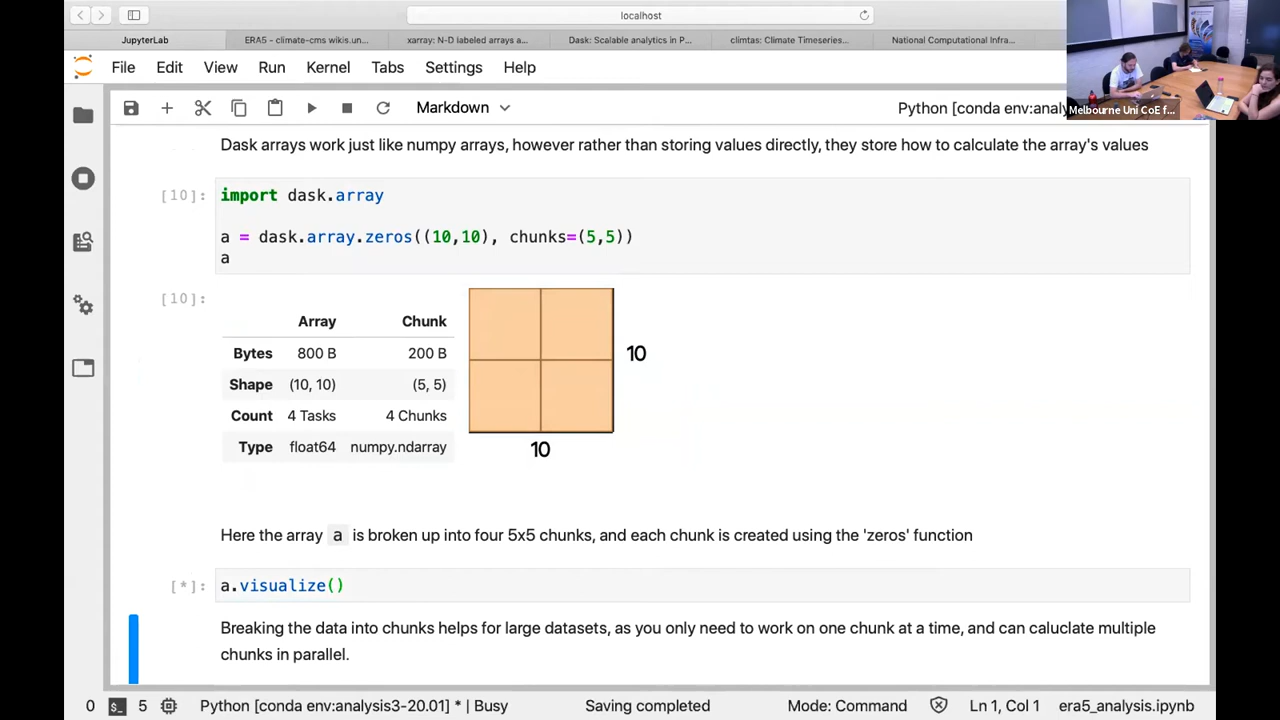 localhost
JupyterLab
ERA5 - climate-cms wikis.un...
xarray: N-D labeled arrays a...
Dask: Scalable analytics in P...
climtas: Climate Timeseries...
National Computational Infra...
File Edit View Run Kernel Tabs Settings Help
Markdown
Python [conda env:analy
Melbourne Uni CoE f...
Dask arrays work just like numpy arrays, however rather than storing values directly, they store how to calculate the array's values
[10]:
import dask.array
a = dask.array.zeros((10,10), chunks=(5,5))
a
[10]:
Array Chunk
Bytes 800 B 200 B
Shape (10, 10) (5, 5)
Count 4 Tasks 4 Chunks
Type float64 numpy.ndarray
10
10
Here the array a is broken up into four 5x5 chunks, and each chunk is created using the 'zeros' function
[*]:
a.visualize()
Breaking the data into chunks helps for large datasets, as you only need to work on one chunk at a time, and can caluclate multiple
chunks in parallel.
0 $_ 5 Python [conda env:analysis3-20.01] * | Busy Saving completed Mode: Command Ln 1, Col 1 era5_analysis.ipynb